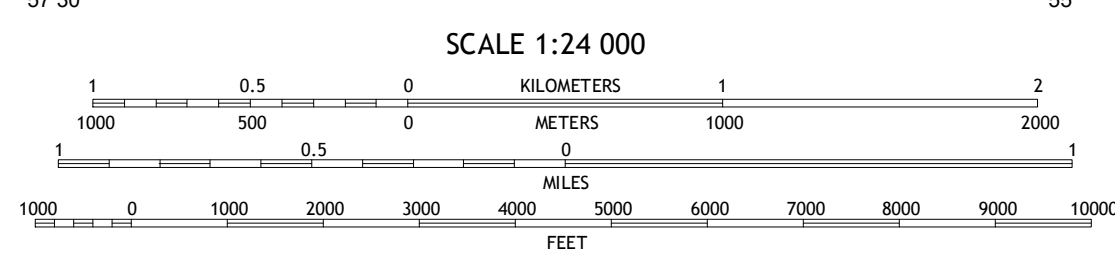 57'30" 55'
SCALE 1:24 000
1 0.5 0 KILOMETERS 1 2
1000 500 0 METERS 1000 2000
1 0.5 0 1
MILES
1000 0 1000 2000 3000 4000 5000 6000 7000 8000 9000 10000
FEET